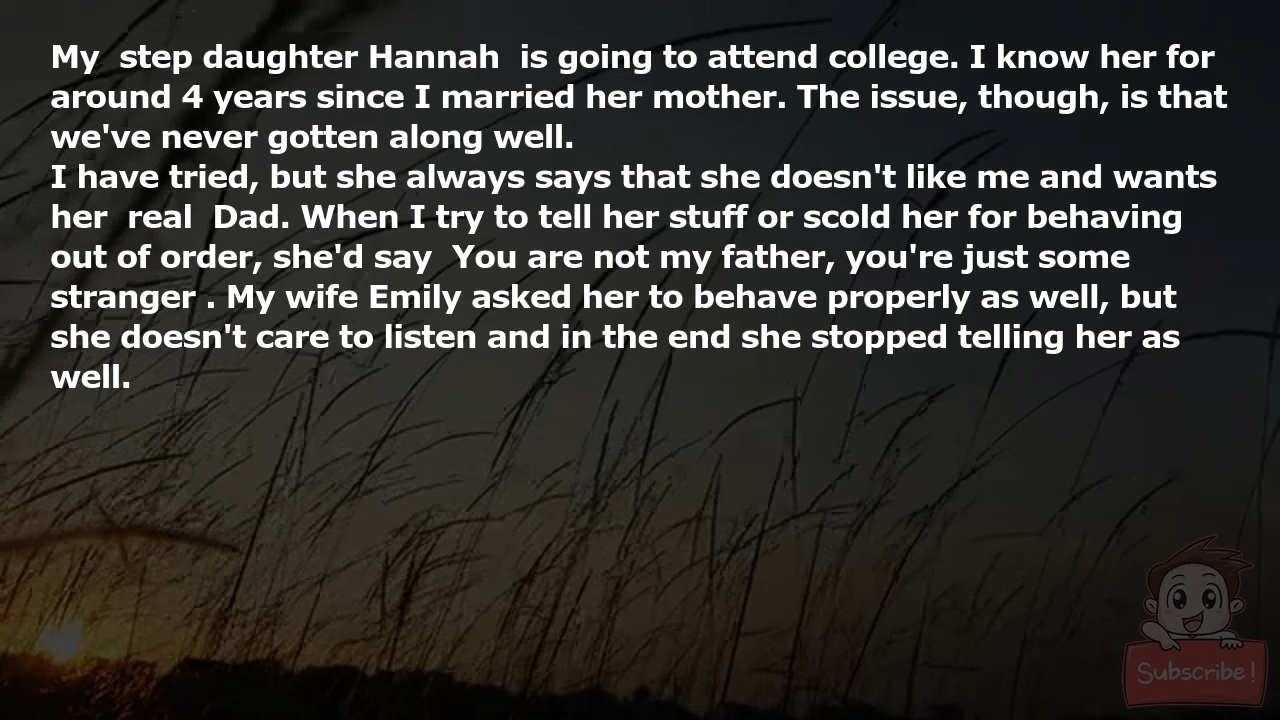 My  step daughter Hannah  is going to attend college. I know her for
around 4 years since I married her mother. The issue, though, is that
we've never gotten along well.
I have tried, but she always says that she doesn't like me and wants
her  real  Dad. When I try to tell her stuff or scold her for behaving
out of order, she'd say  You are not my father, you're just some
stranger . My wife Emily asked her to behave properly as well, but
she doesn't care to listen and in the end she stopped telling her as
well.
Subscribe!